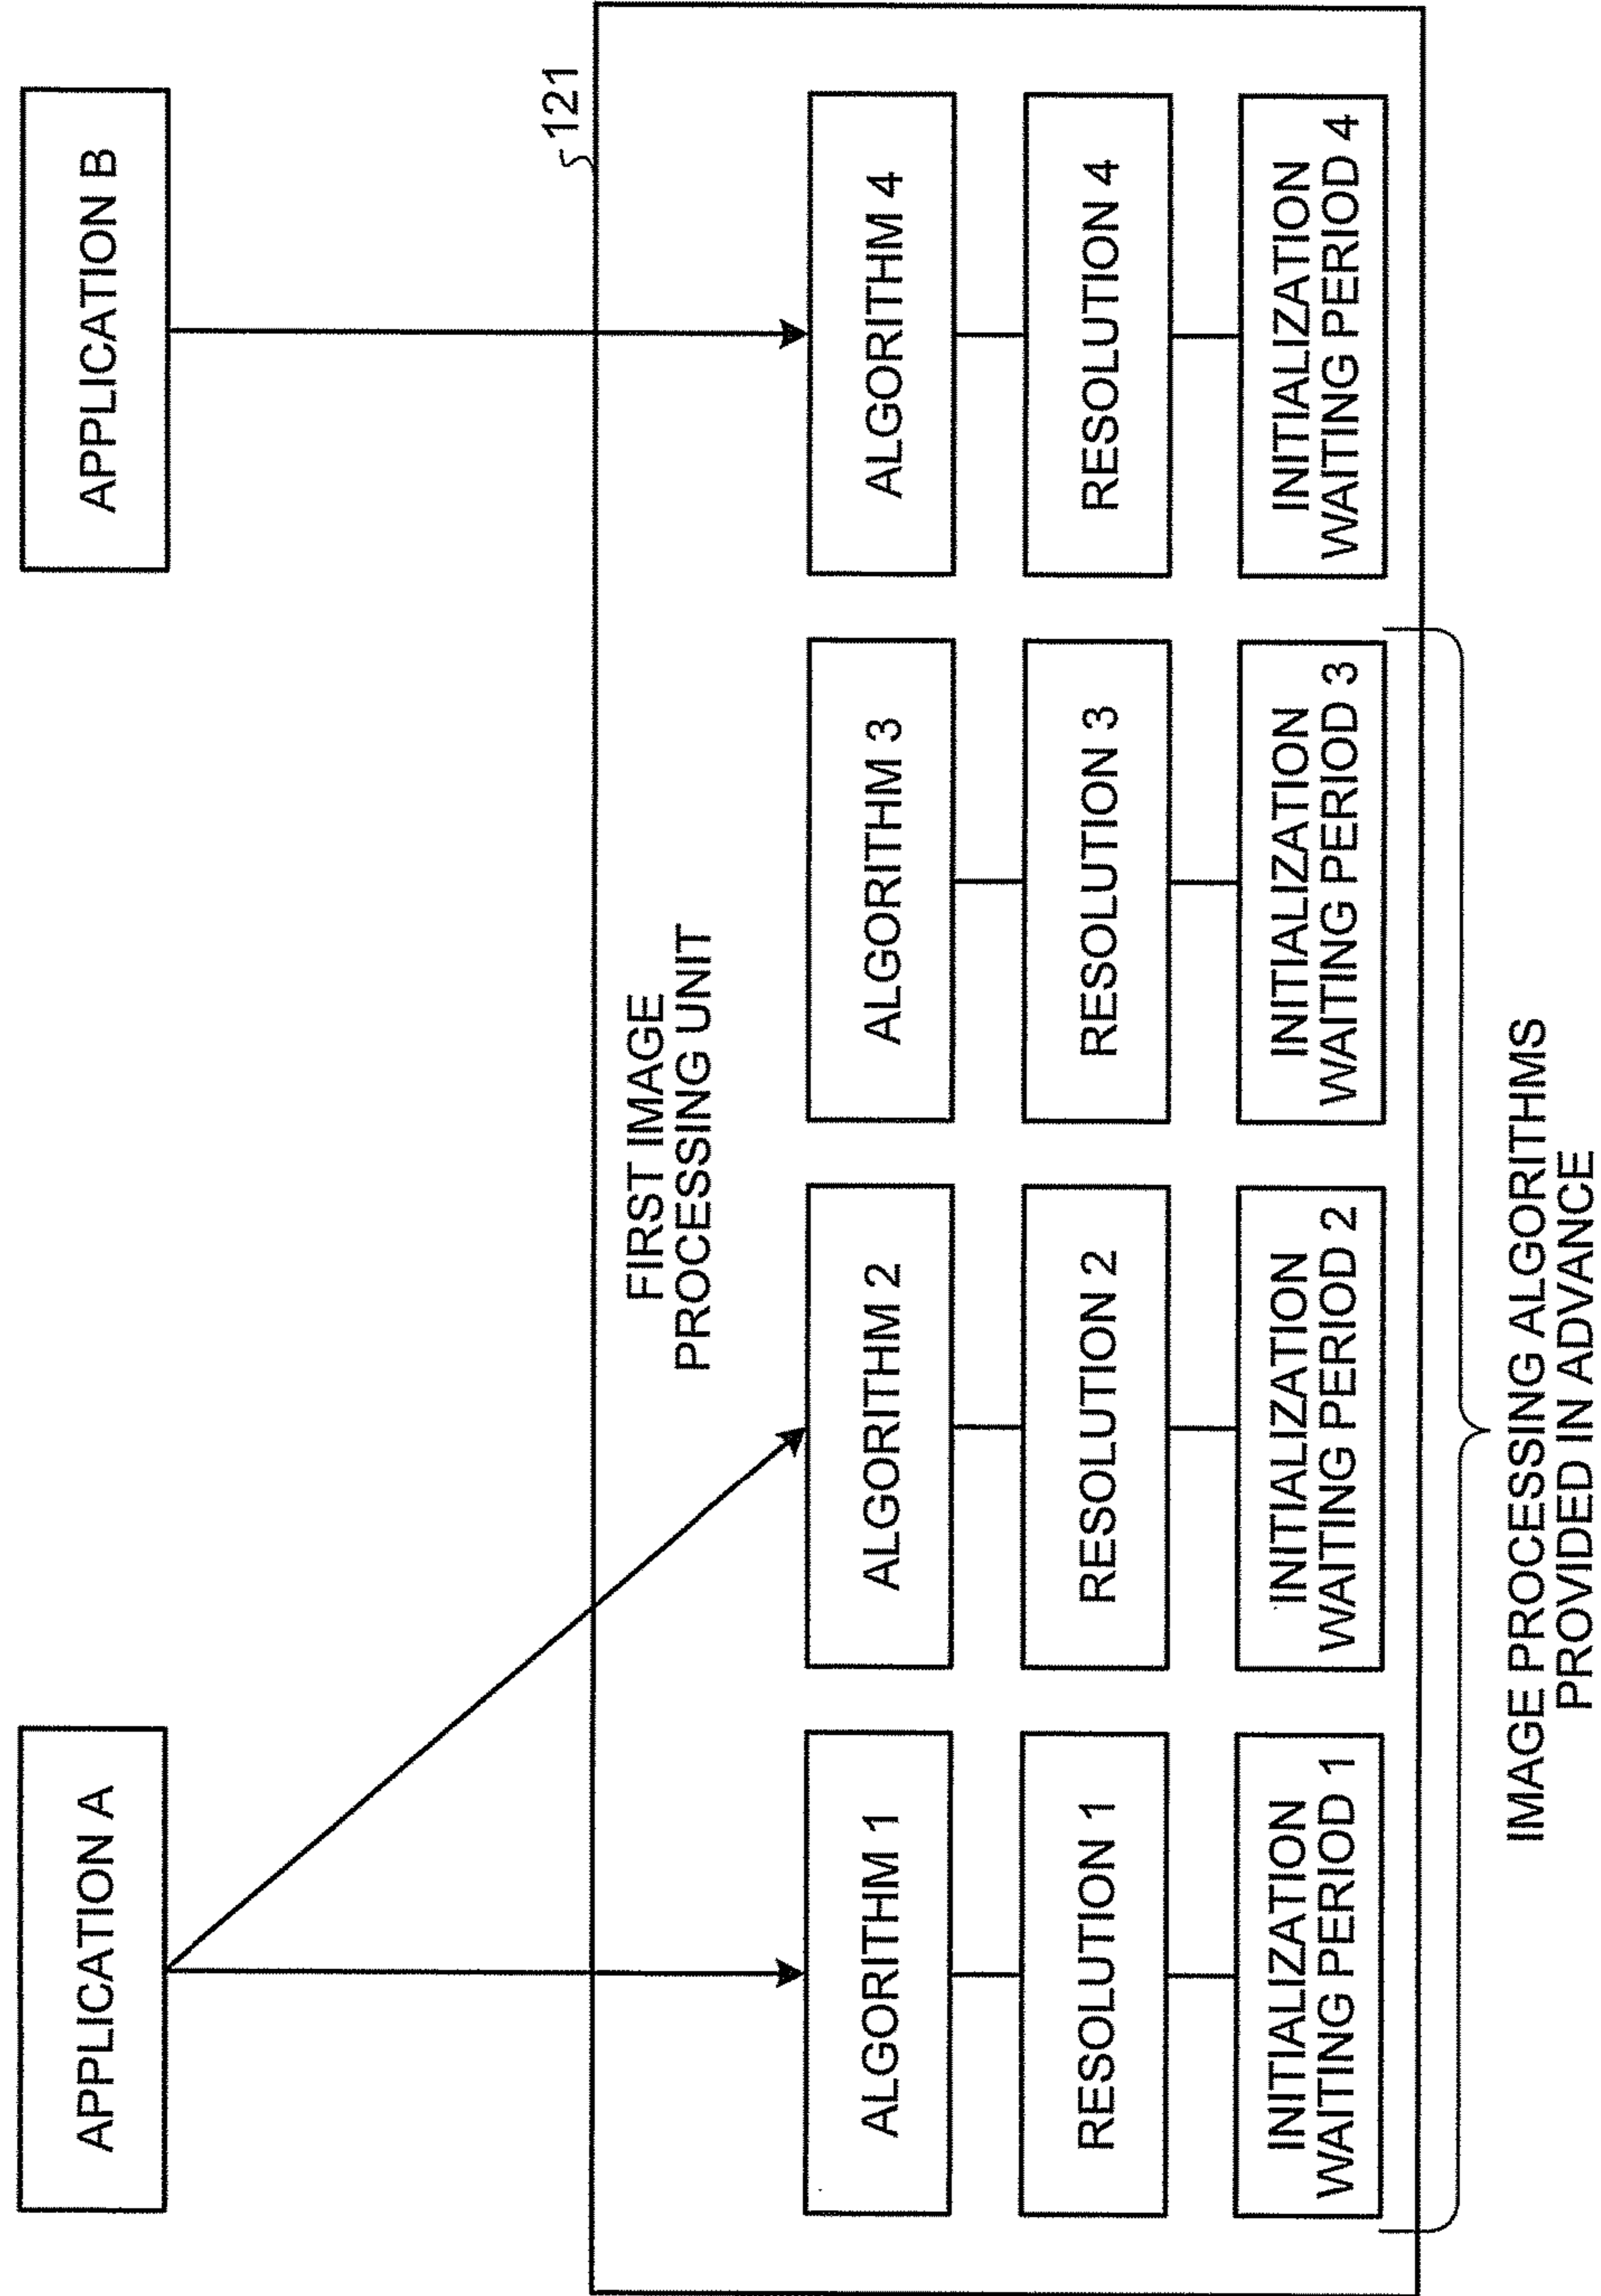 APPLICATION A
APPLICATION B
121
FIRST IMAGE
PROCESSING UNIT
ALGORITHM 1
ALGORITHM 2
ALGORITHM 3
ALGORITHM 4
RESOLUTION 1
RESOLUTION 2
RESOLUTION 3
RESOLUTION 4
INITIALIZATION
WAITING PERIOD 1
INITIALIZATION
WAITING PERIOD 2
INITIALIZATION
WAITING PERIOD 3
INITIALIZATION
WAITING PERIOD 4
IMAGE PROCESSING ALGORITHMS
PROVIDED IN ADVANCE